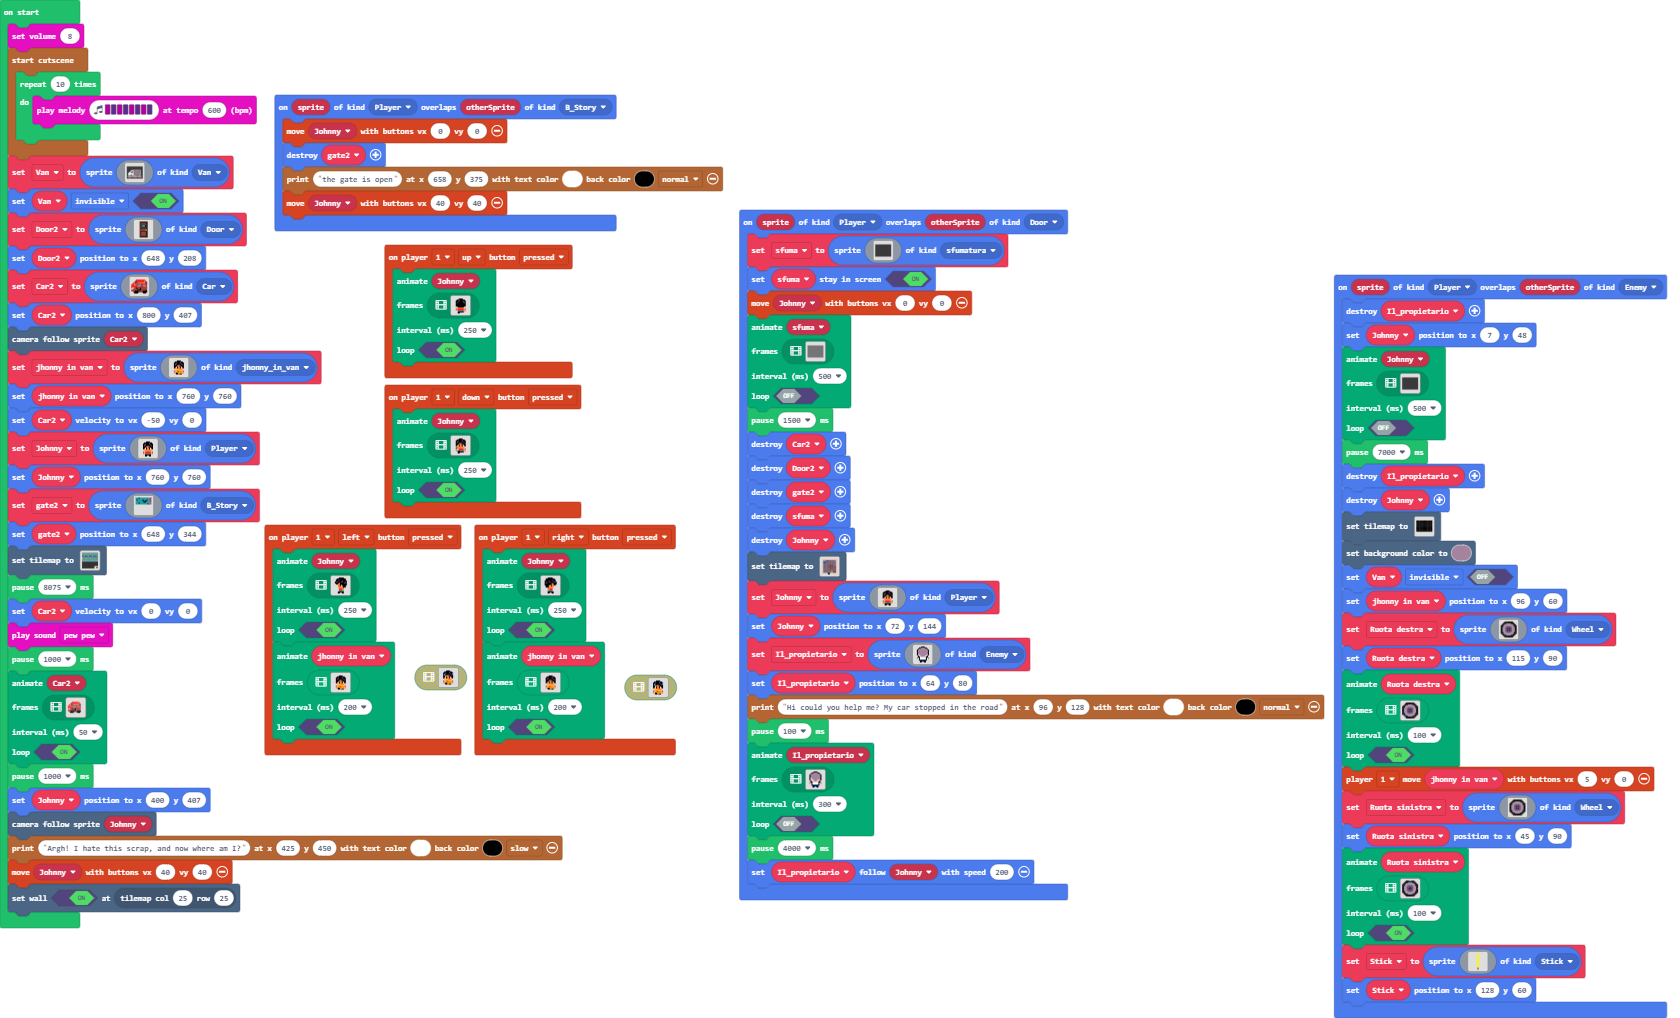 on start
set volume 8
start cutscene
repeat 10 times
do
play melody at tempo 600 (bpm)
set Van to sprite of kind Van
set Van invisible ON
set Door2 to sprite of kind Door
set Door2 position to x 648 y 208
set Car2 to sprite of kind Car
set Car2 position to x 800 y 407
camera follow sprite Car2
set jhonny in van to sprite of kind jhonny_in_van
set jhonny in van position to x 760 y 760
set Car2 velocity to vx -50 vy 0
set Johnny to sprite of kind Player
set Johnny position to x 760 y 760
set gate2 to sprite of kind B_Story
set gate2 position to x 648 y 344
set tilemap to
pause 8075 ms
set Car2 velocity to vx 0 vy 0
play sound pew pew
pause 1000 ms
animate Car2
frames
interval (ms) 50
loop ON
pause 1000 ms
set Johnny position to x 400 y 407
camera follow sprite Johnny
print "Argh! I hate this scrap, and now where am I?" at x 425 y 450 with text color back color slow
move Johnny with buttons vx 40 vy 40
set wall ON at tilemap col 25 row 25
on sprite of kind Player overlaps otherSprite of kind B_Story
move Johnny with buttons vx 0 vy 0
destroy gate2
print "the gate is open" at x 658 y 375 with text color back color normal
move Johnny with buttons vx 40 vy 40
on player 1 up button pressed
animate Johnny
frames
interval (ms) 250
loop ON
on player 1 down button pressed
animate Johnny
frames
interval (ms) 250
loop ON
on player 1 left button pressed
animate Johnny
frames
interval (ms) 250
loop ON
animate jhonny in van
frames
interval (ms) 200
loop ON
on player 1 right button pressed
animate Johnny
frames
interval (ms) 250
loop ON
animate jhonny in van
frames
interval (ms) 200
loop ON
on sprite of kind Player overlaps otherSprite of kind Door
set sfuma to sprite of kind sfumatura
set sfuma stay in screen ON
move Johnny with buttons vx 0 vy 0
animate sfuma
frames
interval (ms) 500
loop OFF
pause 1500 ms
destroy Car2
destroy Door2
destroy gate2
destroy sfuma
destroy Johnny
set tilemap to
set Johnny to sprite of kind Player
set Johnny position to x 72 y 144
set Il_propietario to sprite of kind Enemy
set Il_propietario position to x 64 y 80
print "Hi could you help me? My car stopped in the road" at x 96 y 128 with text color back color normal
pause 100 ms
animate Il_propietario
frames
interval (ms) 300
loop OFF
pause 4000 ms
set Il_propietario follow Johnny with speed 200
on sprite of kind Player overlaps otherSprite of kind Enemy
destroy Il_propietario
set Johnny position to x 7 y 48
animate Johnny
frames
interval (ms) 500
loop OFF
pause 7000 ms
destroy Il_propietario
destroy Johnny
set tilemap to
set background color to
set Van invisible OFF
set jhonny in van position to x 96 y 60
set Ruota destra to sprite of kind Wheel
set Ruota destra position to x 115 y 90
animate Ruota destra
frames
interval (ms) 100
loop ON
player 1 move jhonny in van with buttons vx 5 vy 0
set Ruota sinistra to sprite of kind Wheel
set Ruota sinistra position to x 45 y 90
animate Ruota sinistra
frames
interval (ms) 100
loop ON
set Stick to sprite of kind Stick
set Stick position to x 128 y 60